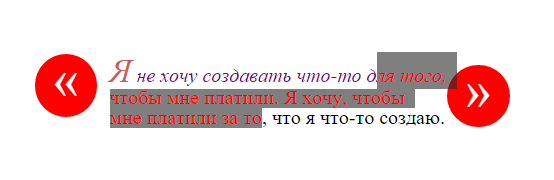 « Я не хочу создавать что-то для того, »
чтобы мне платили. Я хочу, чтобы
мне платили за то, что я что-то создаю.